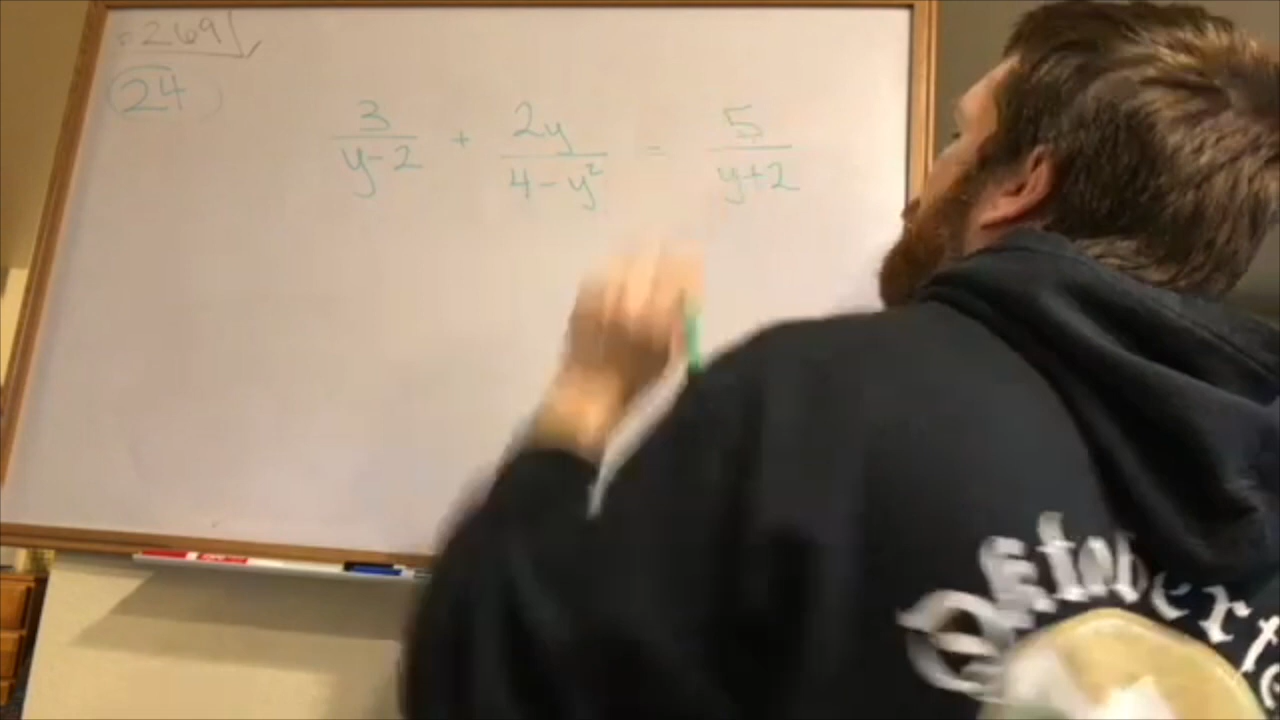 269
24
3/(y-2) + 2y/(4-y²) = 5/(y+2)